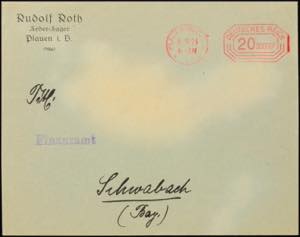 Rudolf Roth
Leder-Lager
Plauen i. V.
DEUTSCHES REICH
20
Finanzamt
Schwabach
(Bay.)